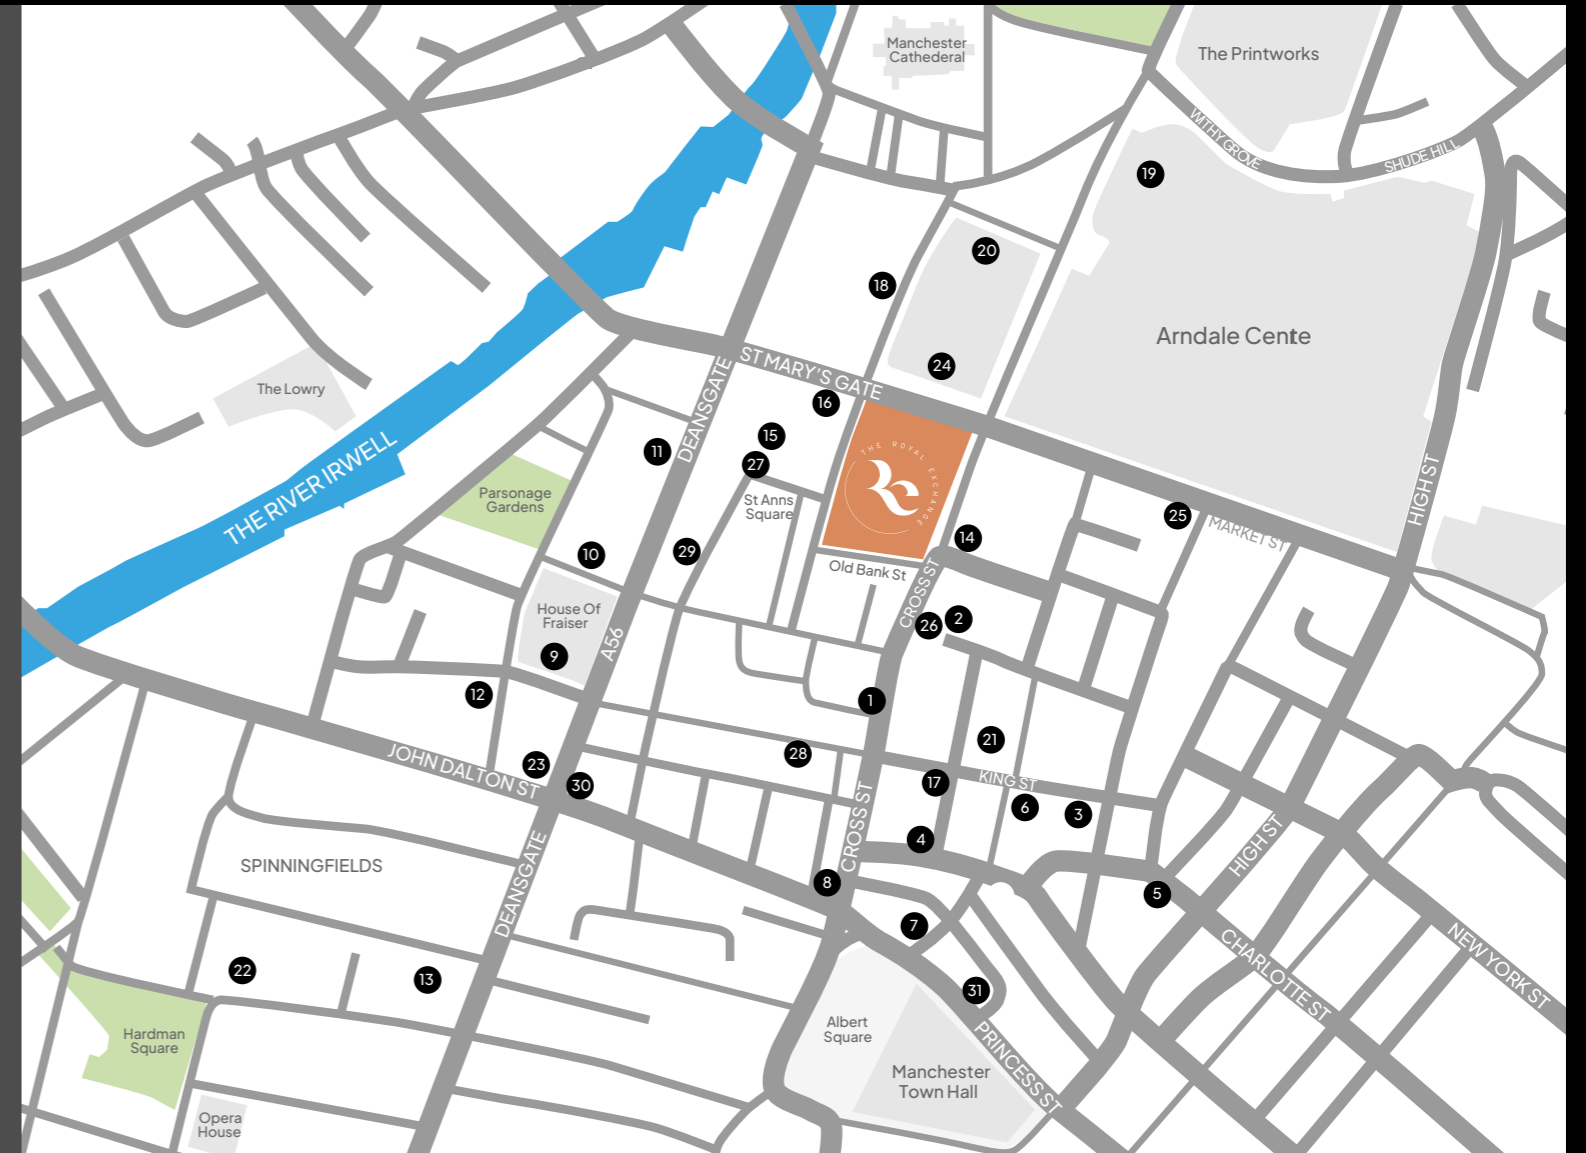 Manchester
Cathederal
The Printworks
WITHY GROVE
SHUDE HILL
19
20
18
Arndale Cente
24
The Lowry
ST MARY'S GATE
DEANSGATE
16
15
11
27
THE ROYAL EXCHANGE
Re
THE RIVER IRWELL
Parsonage
Gardens
St Anns
Square
HIGH ST
25
MARKET ST
14
10
29
Old Bank St
CROSS ST
House Of
Fraiser
26
2
A56
9
12
1
21
28
JOHN DALTON ST
23
30
17
KING ST
6
3
CROSS ST
4
DEANSGATE
SPINNINGFIELDS
HIGH ST
8
5
7
CHARLOTTE ST
NEW YORK ST
22
13
31
Albert
Square
PRINCESS ST
Hardman
Square
Manchester
Town Hall
Opera
House